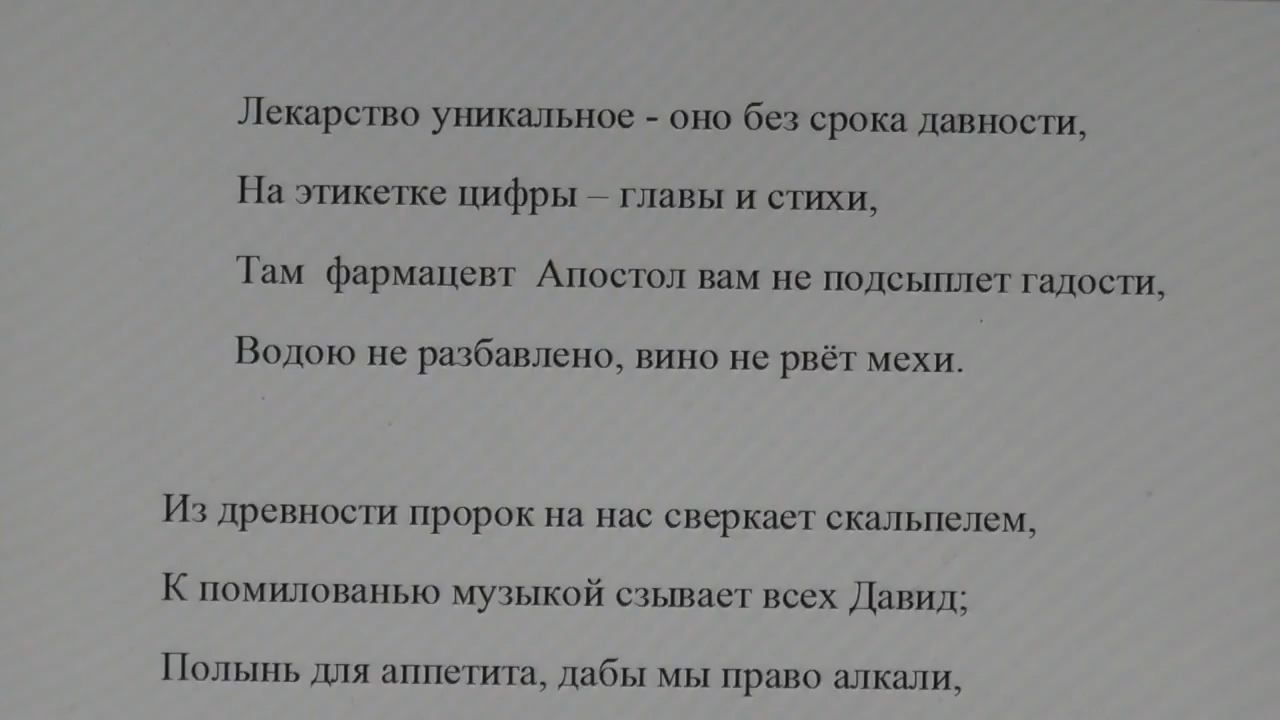 Лекарство уникальное - оно без срока давности,
На этикетке цифры – главы и стихи,
Там фармацевт Апостол вам не подсыплет гадости,
Водою не разбавлено, вино не рвёт мехи.
Из древности пророк на нас сверкает скальпелем,
К помилованью музыкой сзывает всех Давид;
Полынь для аппетита, дабы мы право алкали,